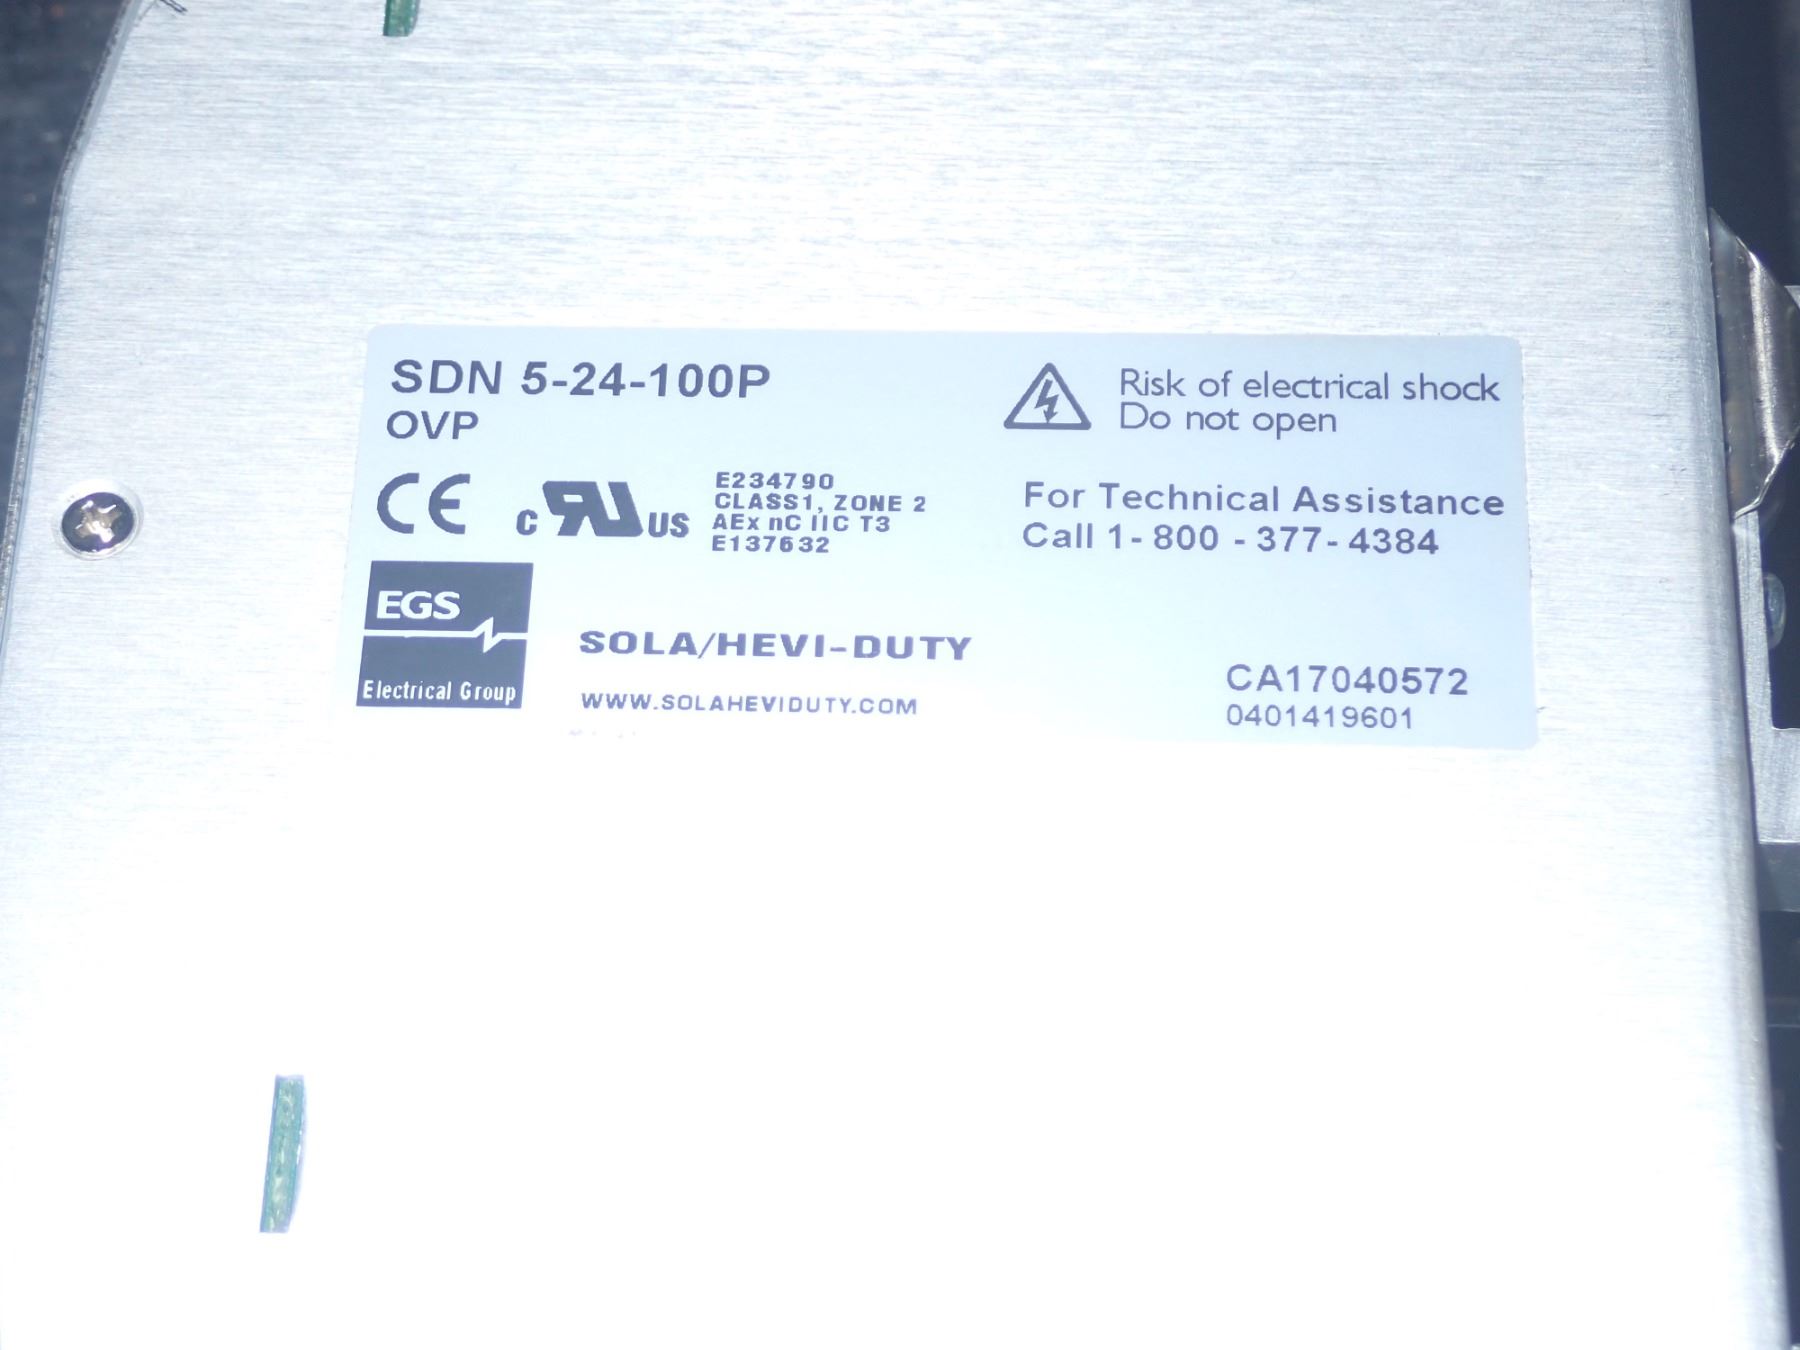 SDN 5-24-100P
OVP
Risk of electrical shock
Do not open
CE
c RU US
E234790
CLASS1, ZONE 2
AEx nC IIC T3
E137632
For Technical Assistance
Call 1-800-377-4384
EGS
Electrical Group
SOLA/HEVI-DUTY
WWW.SOLAHEVIDUTY.COM
CA17040572
0401419601